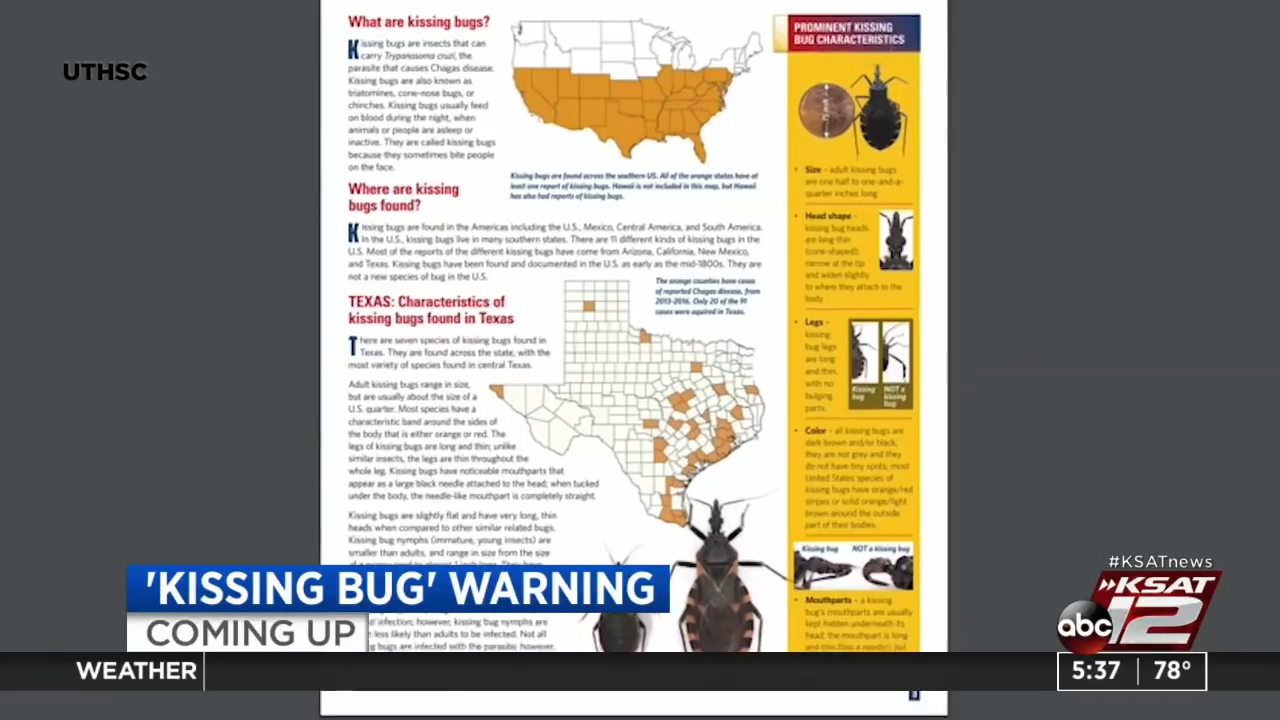 UTHSC
What are kissing bugs?
Kissing bugs are insects that can
carry Trypanosoma cruzi, the
parasite that causes Chagas disease.
Kissing bugs are also known as
triatomines, cone-nose bugs, or
chinches. Kissing bugs usually feed
on blood during the night, when
animals or people are asleep or
inactive. They are called kissing bugs
because they sometimes bite people
on the face.
Kissing bugs are found across the southern US. All of the orange states have at
least one report of kissing bugs. Hawaii is not included in this map, but Hawaii
has also had reports of kissing bugs.
Where are kissing
bugs found?
Kissing bugs are found in the Americas including the U.S., Mexico, Central America, and South America.
In the U.S., kissing bugs live in many southern states. There are 11 different kinds of kissing bugs in the
U.S. Most of the reports of the different kissing bugs have come from Arizona, California, New Mexico,
and Texas. Kissing bugs have been found and documented in the U.S. as early as the mid-1800s. They are
not a new species of bug in the U.S.
The orange counties have cases
of reported Chagas disease, from
2013-2016. Only 20 of the 91
cases were aquired in Texas.
TEXAS: Characteristics of
kissing bugs found in Texas
There are seven species of kissing bugs found in
Texas. They are found across the state, with the
most variety of species found in central Texas.
Adult kissing bugs range in size,
but are usually about the size of a
U.S. quarter. Most species have a
characteristic band around the sides of
the body that is either orange or red. The
legs of kissing bugs are long and thin; unlike
similar insects, the legs are thin throughout the
whole leg. Kissing bugs have noticeable mouthparts that
appear as a large black needle attached to the head; when tucked
under the body, the needle-like mouthpart is completely straight.
Kissing bugs are slightly flat and have very long, thin
heads when compared to other similar related bugs.
Kissing bug nymphs (immature, young insects) are
smaller than adults, and range in size from the size
infection; however, kissing bug nymphs are
less likely than adults to be infected. Not all
bugs are infected with the parasite; however,
PROMINENT KISSING
BUG CHARACTERISTICS
• Size - adult kissing bugs
are one half to one-and-a-
quarter inches long
• Head shape -
kissing bug heads
are long-thin
(cone-shaped);
narrow at the tip
and widen slightly
to where they attach to the
body
• Legs -
kissing
bug legs
are long
and thin,
with no
bulging
parts.
Kissing
bug
NOT a
kissing
bug
• Color - all kissing bugs are
dark brown and/or black;
they are not grey and they
do not have tiny spots; most
United States species of
kissing bugs have orange/red
stripes or solid orange/light
brown around the outside
part of their bodies.
Kissing bug NOT a kissing bug
• Mouthparts - a kissing
bug's mouthparts are usually
kept hidden underneath its
head; the mouthpart is long
'KISSING BUG' WARNING
COMING UP
WEATHER
#KSATnews
KSAT
abc 12
5:37 78°